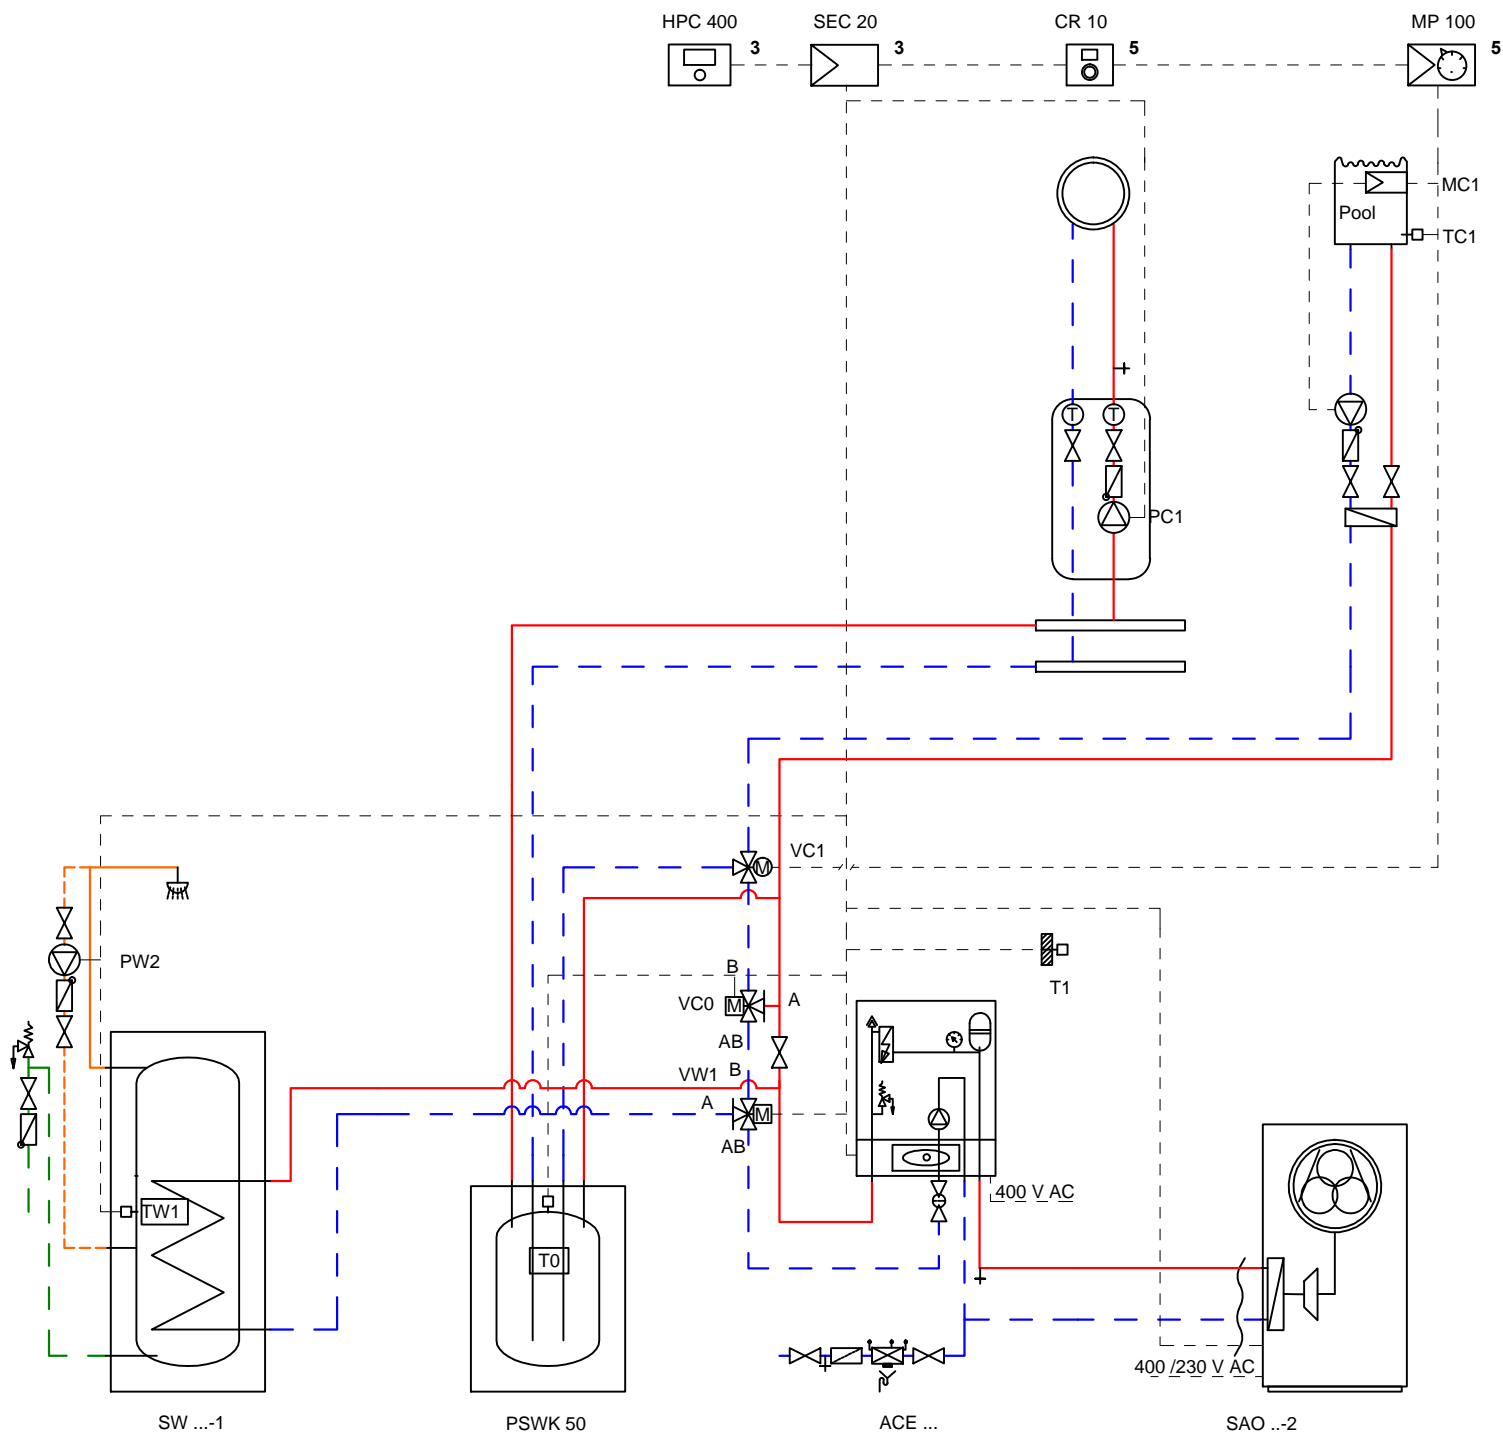 HPC 400 SEC 20 CR 10 MP 100
3 3 5 5
MC1
Pool
TC1
T T
PC1
VC1
M
PW2
B
T1
VC0 M A
AB
VW1 B
A
M
AB
400 V AC
TW1
T0
400 /230 V AC
SW ...-1 PSWK 50 ACE ... SAO ..-2